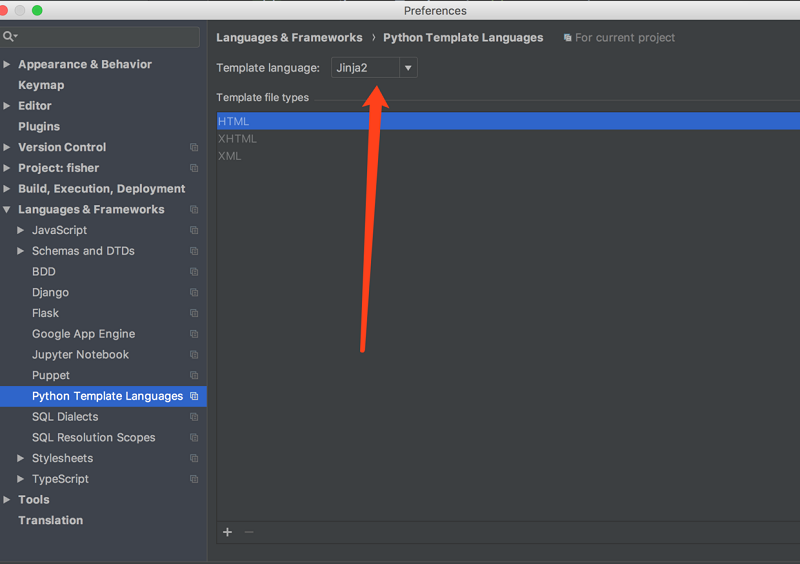 Preferences
Languages & Frameworks › Python Template Languages For current project
Template language: Jinja2
Template file types
HTML
XHTML
XML
Appearance & Behavior
Keymap
Editor
Plugins
Version Control
Project: fisher
Build, Execution, Deployment
Languages & Frameworks
JavaScript
Schemas and DTDs
BDD
Django
Flask
Google App Engine
Jupyter Notebook
Puppet
Python Template Languages
SQL Dialects
SQL Resolution Scopes
Stylesheets
TypeScript
Tools
Translation